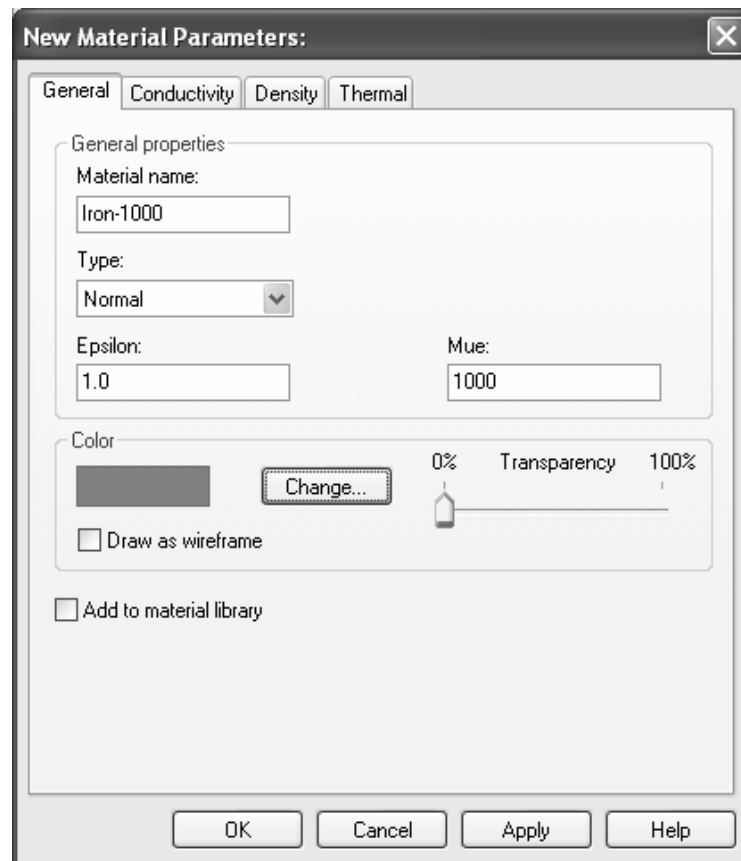 New Material Parameters:
General Conductivity Density Thermal
General properties
Material name:
Iron-1000
Type:
Normal
Epsilon: Mue:
1.0 1000
Color
0% Transparency 100%
Change...
Draw as wireframe
Add to material library
OK Cancel Apply Help